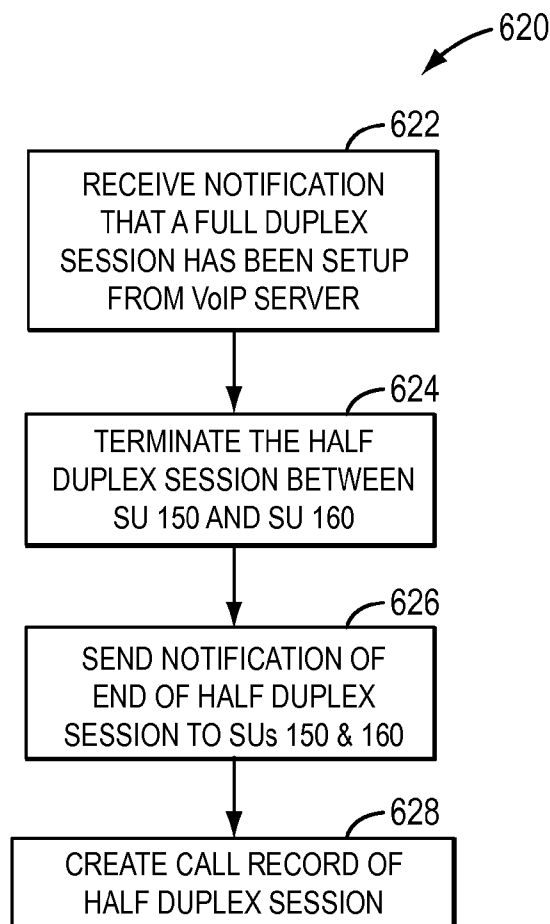 620
622
RECEIVE NOTIFICATION
THAT A FULL DUPLEX
SESSION HAS BEEN SETUP
FROM VoIP SERVER
624
TERMINATE THE HALF
DUPLEX SESSION BETWEEN
SU 150 AND SU 160
626
SEND NOTIFICATION OF
END OF HALF DUPLEX
SESSION TO SUs 150 & 160
628
CREATE CALL RECORD OF
HALF DUPLEX SESSION